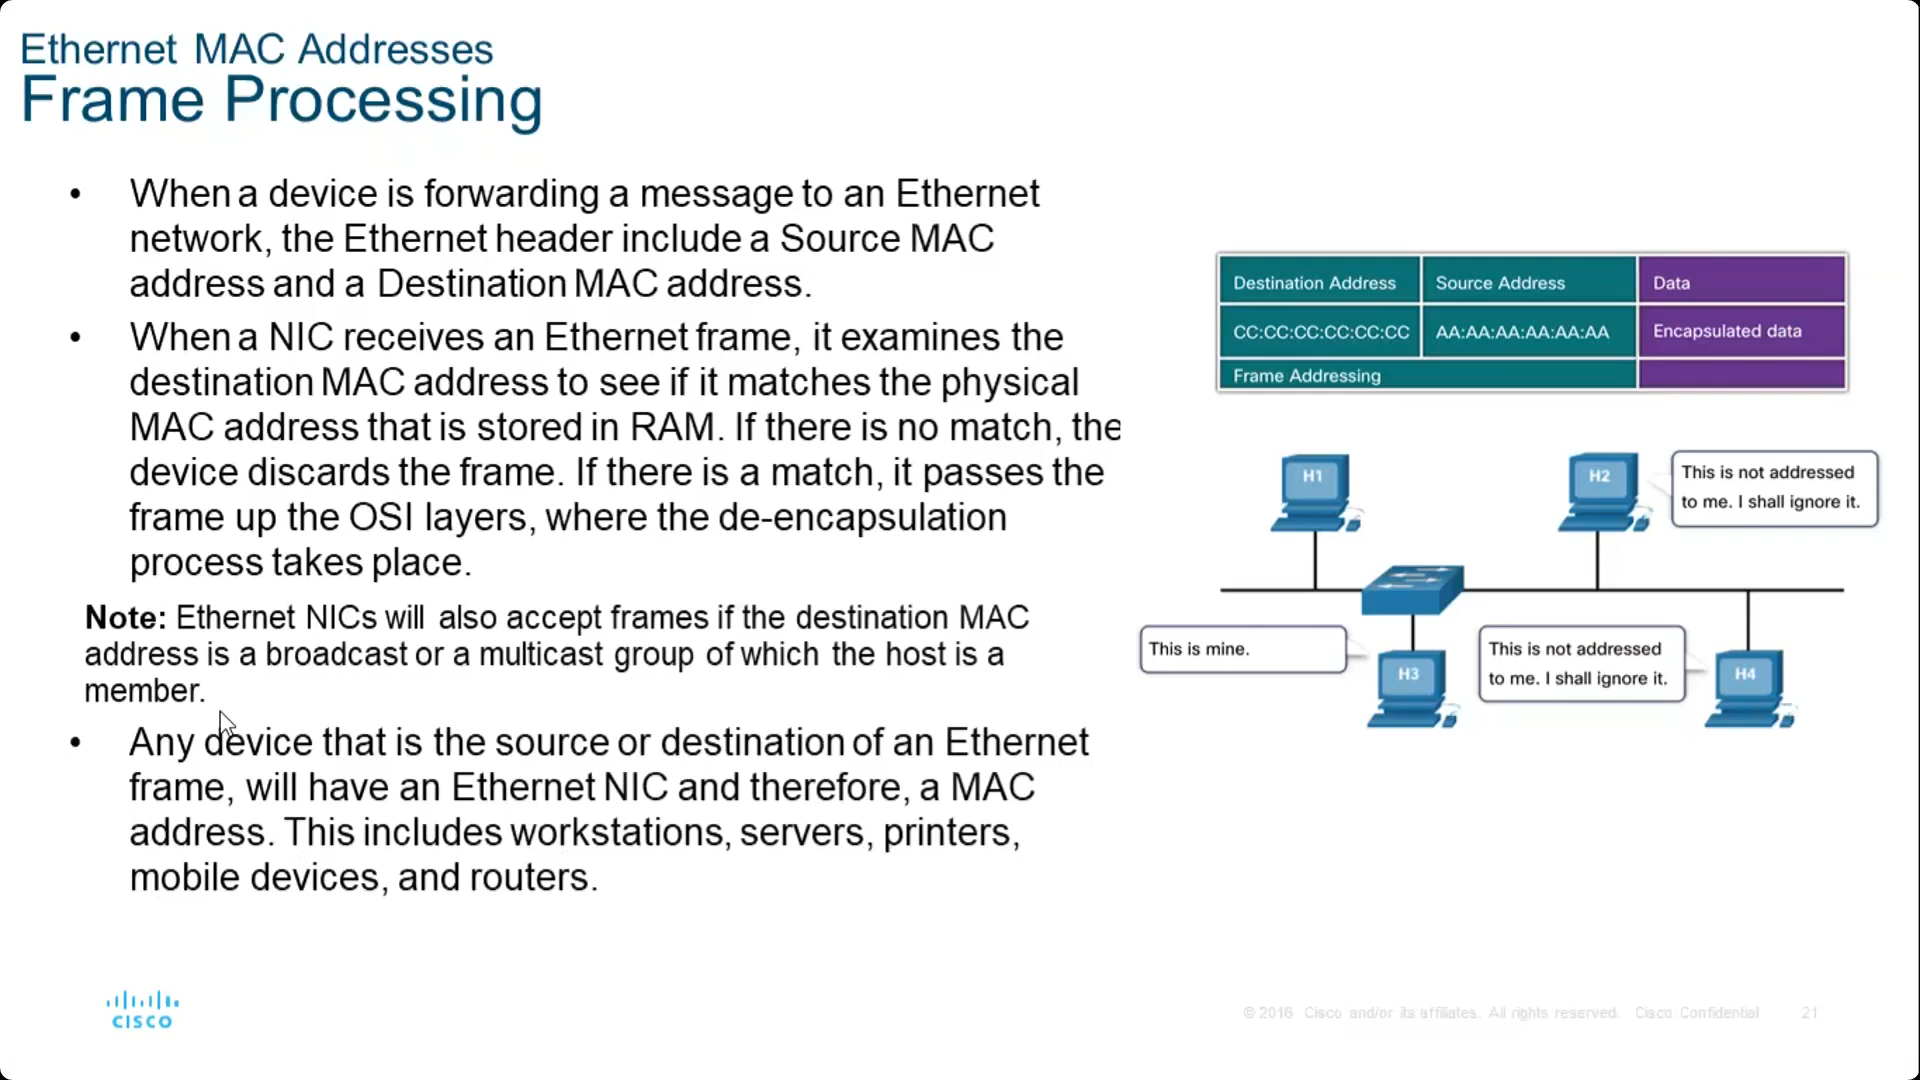 Ethernet MAC Addresses
Frame Processing
• When a device is forwarding a message to an Ethernet
network, the Ethernet header include a Source MAC
address and a Destination MAC address.
• When a NIC receives an Ethernet frame, it examines the
destination MAC address to see if it matches the physical
MAC address that is stored in RAM. If there is no match, the
device discards the frame. If there is a match, it passes the
frame up the OSI layers, where the de-encapsulation
process takes place.
Note: Ethernet NICs will also accept frames if the destination MAC
address is a broadcast or a multicast group of which the host is a
member.
• Any device that is the source or destination of an Ethernet
frame, will have an Ethernet NIC and therefore, a MAC
address. This includes workstations, servers, printers,
mobile devices, and routers.
Destination Address Source Address Data
CC:CC:CC:CC:CC:CC AA:AA:AA:AA:AA:AA Encapsulated data
Frame Addressing
H1
H2
This is not addressed
to me. I shall ignore it.
This is mine.
H3
This is not addressed
to me. I shall ignore it.
H4
CISCO
© 2016 Cisco and/or its affiliates. All rights reserved. Cisco Confidential 21